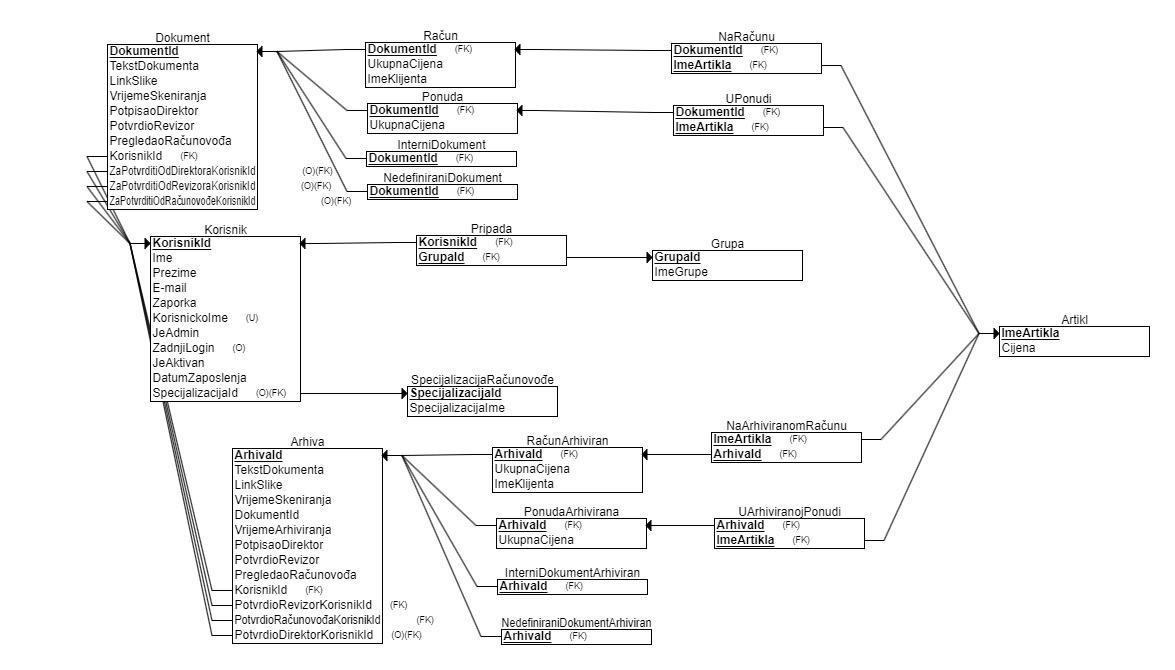 Dokument
DokumentId
TekstDokumenta
LinkSlike
VrijemeSkeniranja
PotpisaoDirektor
PotvrdioRevizor
PregledaoRačunovođa
KorisnikId (FK)
ZaPotvrditiOdDirektoraKorisnikId (O)(FK)
ZaPotvrditiOdRevizoraKorisnikId (O)(FK)
ZaPotvrditiOdRačunovođeKorisnikId (O)(FK)
Račun
DokumentId (FK)
UkupnaCijena
ImeKlijenta
Ponuda
DokumentId (FK)
UkupnaCijena
InterniDokument
DokumentId (FK)
NedefiniraniDokument
DokumentId (FK)
NaRačunu
DokumentId (FK)
ImeArtikla (FK)
UPonudi
DokumentId (FK)
ImeArtikla (FK)
Korisnik
KorisnikId
Ime
Prezime
E-mail
Zaporka
KorisnickoIme (U)
JeAdmin
ZadnjiLogin (O)
JeAktivan
DatumZaposlenja
SpecijalizacijaId (O)(FK)
Pripada
KorisnikId (FK)
GrupaId (FK)
Grupa
GrupaId
ImeGrupe
Artikl
ImeArtikla
Cijena
SpecijalizacijaRačunovođe
SpecijalizacijaId
SpecijalizacijaIme
Arhiva
ArhivaId
TekstDokumenta
LinkSlike
VrijemeSkeniranja
DokumentId
VrijemeArhiviranja
PotpisaoDirektor
PotvrdioRevizor
PregledaoRačunovođa
KorisnikId (FK)
PotvrdioRevizorKorisnikId (FK)
PotvrdioRačunovođaKorisnikId (FK)
PotvrdioDirektorKorisnikId (O)(FK)
RačunArhiviran
ArhivaId (FK)
UkupnaCijena
ImeKlijenta
PonudaArhivirana
ArhivaId (FK)
UkupnaCijena
InterniDokumentArhiviran
ArhivaId (FK)
NedefiniraniDokumentArhiviran
ArhivaId (FK)
NaArhiviranomRačunu
ImeArtikla (FK)
ArhivaId (FK)
UArhiviranojPonudi
ArhivaId (FK)
ImeArtikla (FK)